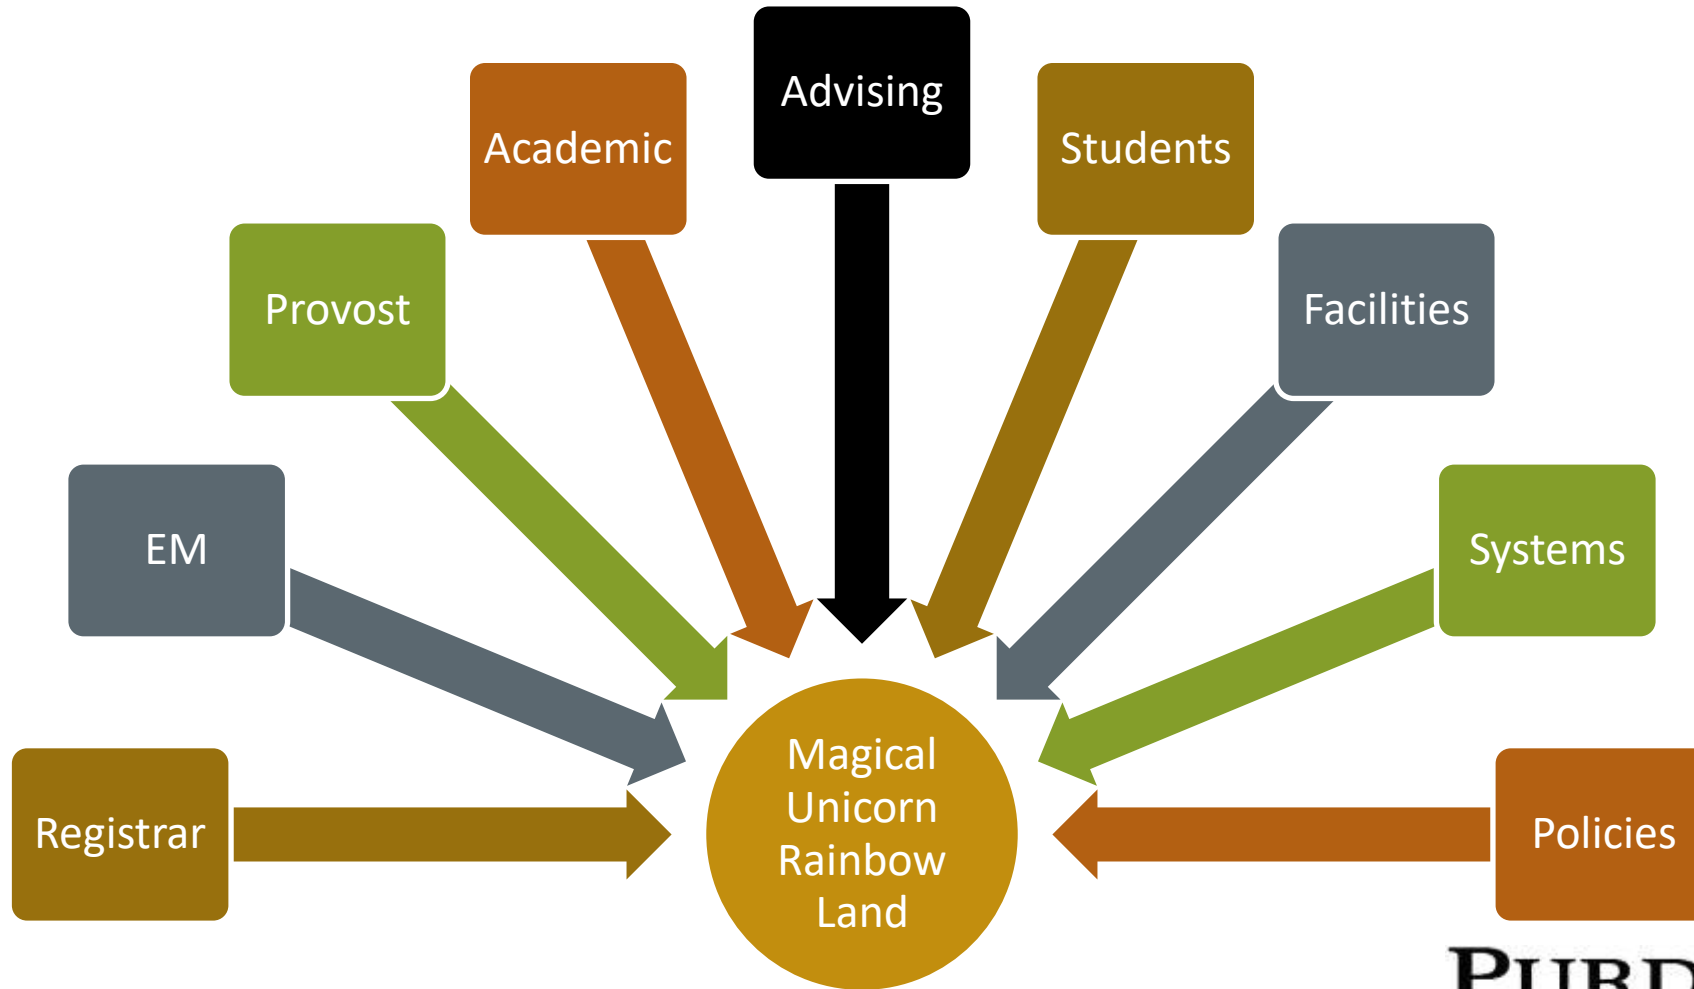 Advising
Academic
Students
Provost
Facilities
EM
Systems
Registrar
Magical
Unicorn
Rainbow
Land
Policies